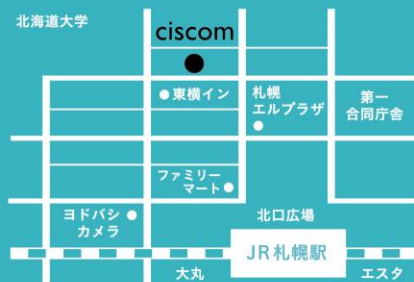 北海道大学
ciscom
東横イン
札幌
エルプラザ
第一
合同庁舎
ファミリー
マート
ヨドバシ
カメラ
北口広場
JR札幌駅
大丸
エスタ